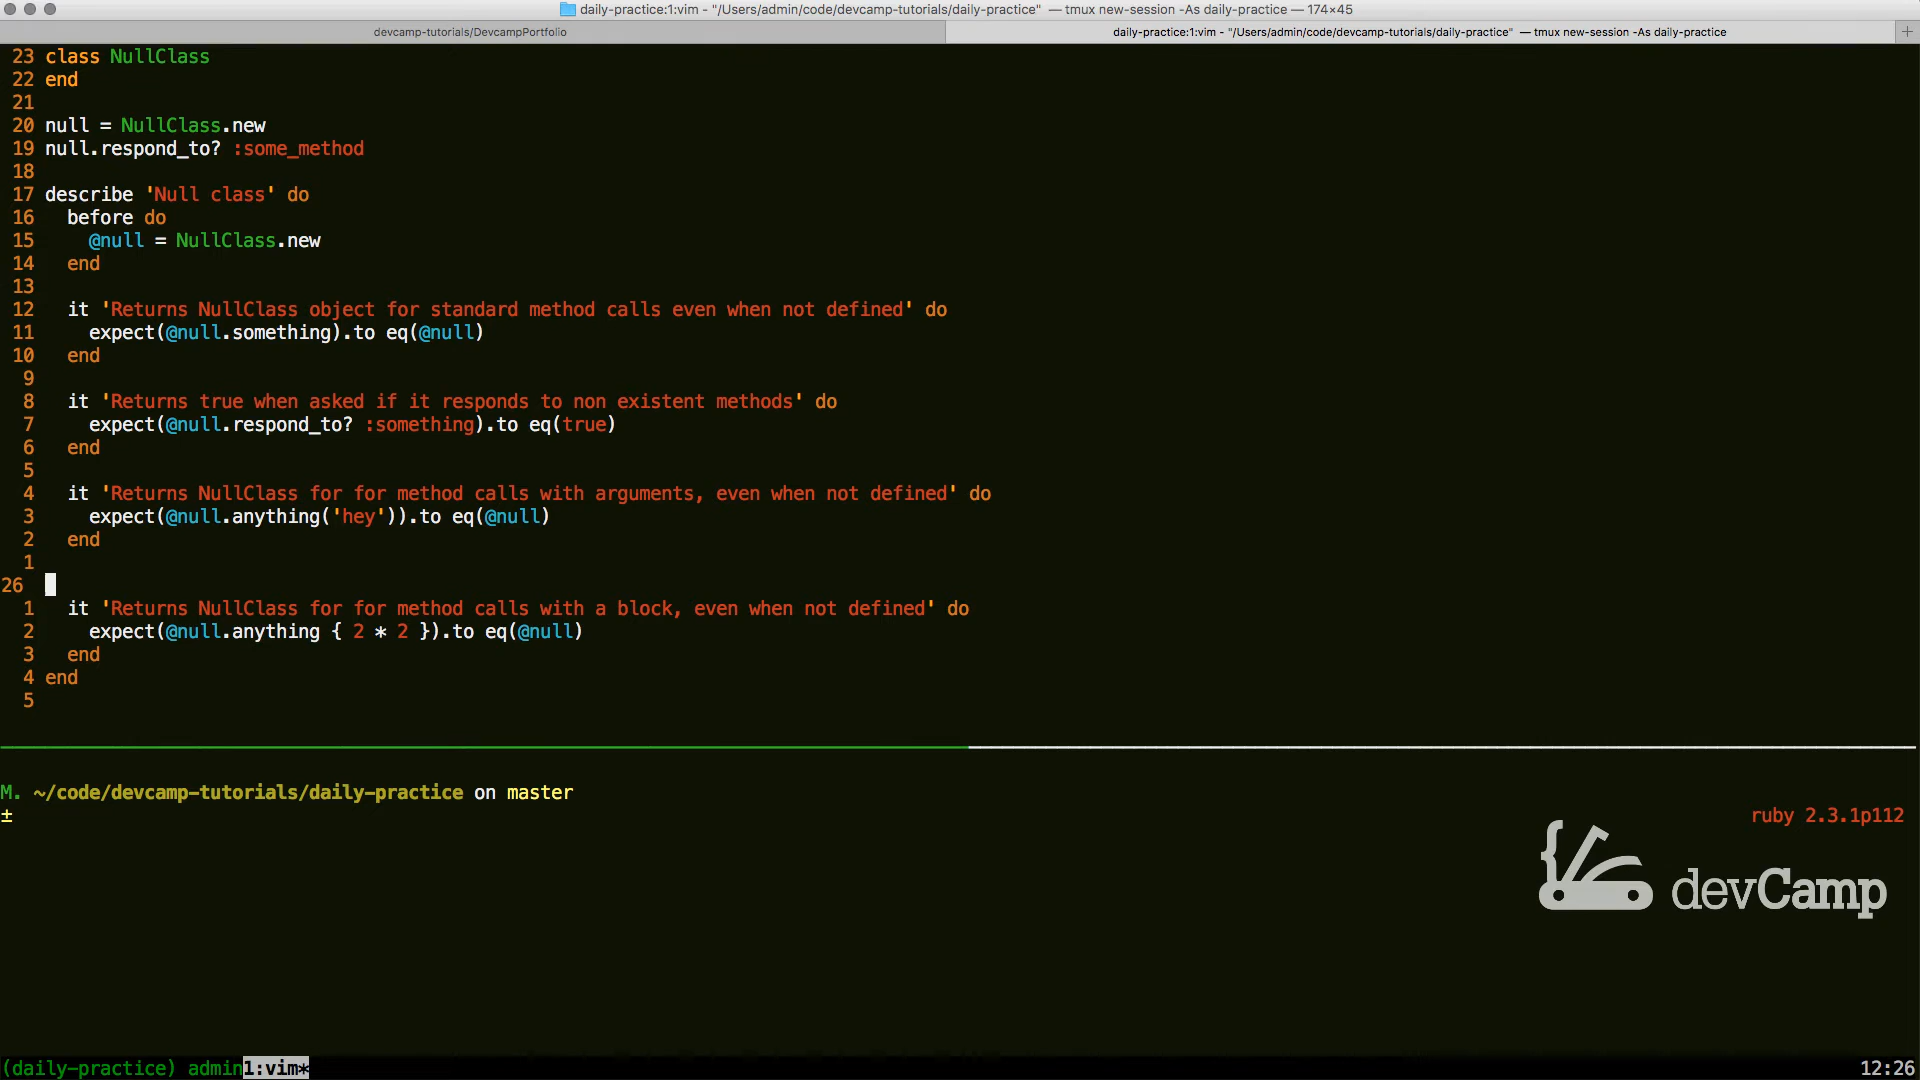 daily-practice:1:vim - "/Users/admin/code/devcamp-tutorials/daily-practice" — tmux new-session -As daily-practice — 174×45
devcamp-tutorials/DevcampPortfolio
daily-practice:1:vim - "/Users/admin/code/devcamp-tutorials/daily-practice" — tmux new-session -As daily-practice
+
23 class NullClass
22 end
21
20 null = NullClass.new
19 null.respond_to? :some_method
18
17 describe 'Null class' do
16   before do
15     @null = NullClass.new
14   end
13
12   it 'Returns NullClass object for standard method calls even when not defined' do
11     expect(@null.something).to eq(@null)
10   end
9
8   it 'Returns true when asked if it responds to non existent methods' do
7     expect(@null.respond_to? :something).to eq(true)
6   end
5
4   it 'Returns NullClass for for method calls with arguments, even when not defined' do
3     expect(@null.anything('hey')).to eq(@null)
2   end
1
26
1   it 'Returns NullClass for for method calls with a block, even when not defined' do
2     expect(@null.anything { 2 * 2 }).to eq(@null)
3   end
4 end
5
M. ~/code/devcamp-tutorials/daily-practice on master
±
ruby 2.3.1p112
devCamp
(daily-practice) admin1:vim*
12:26